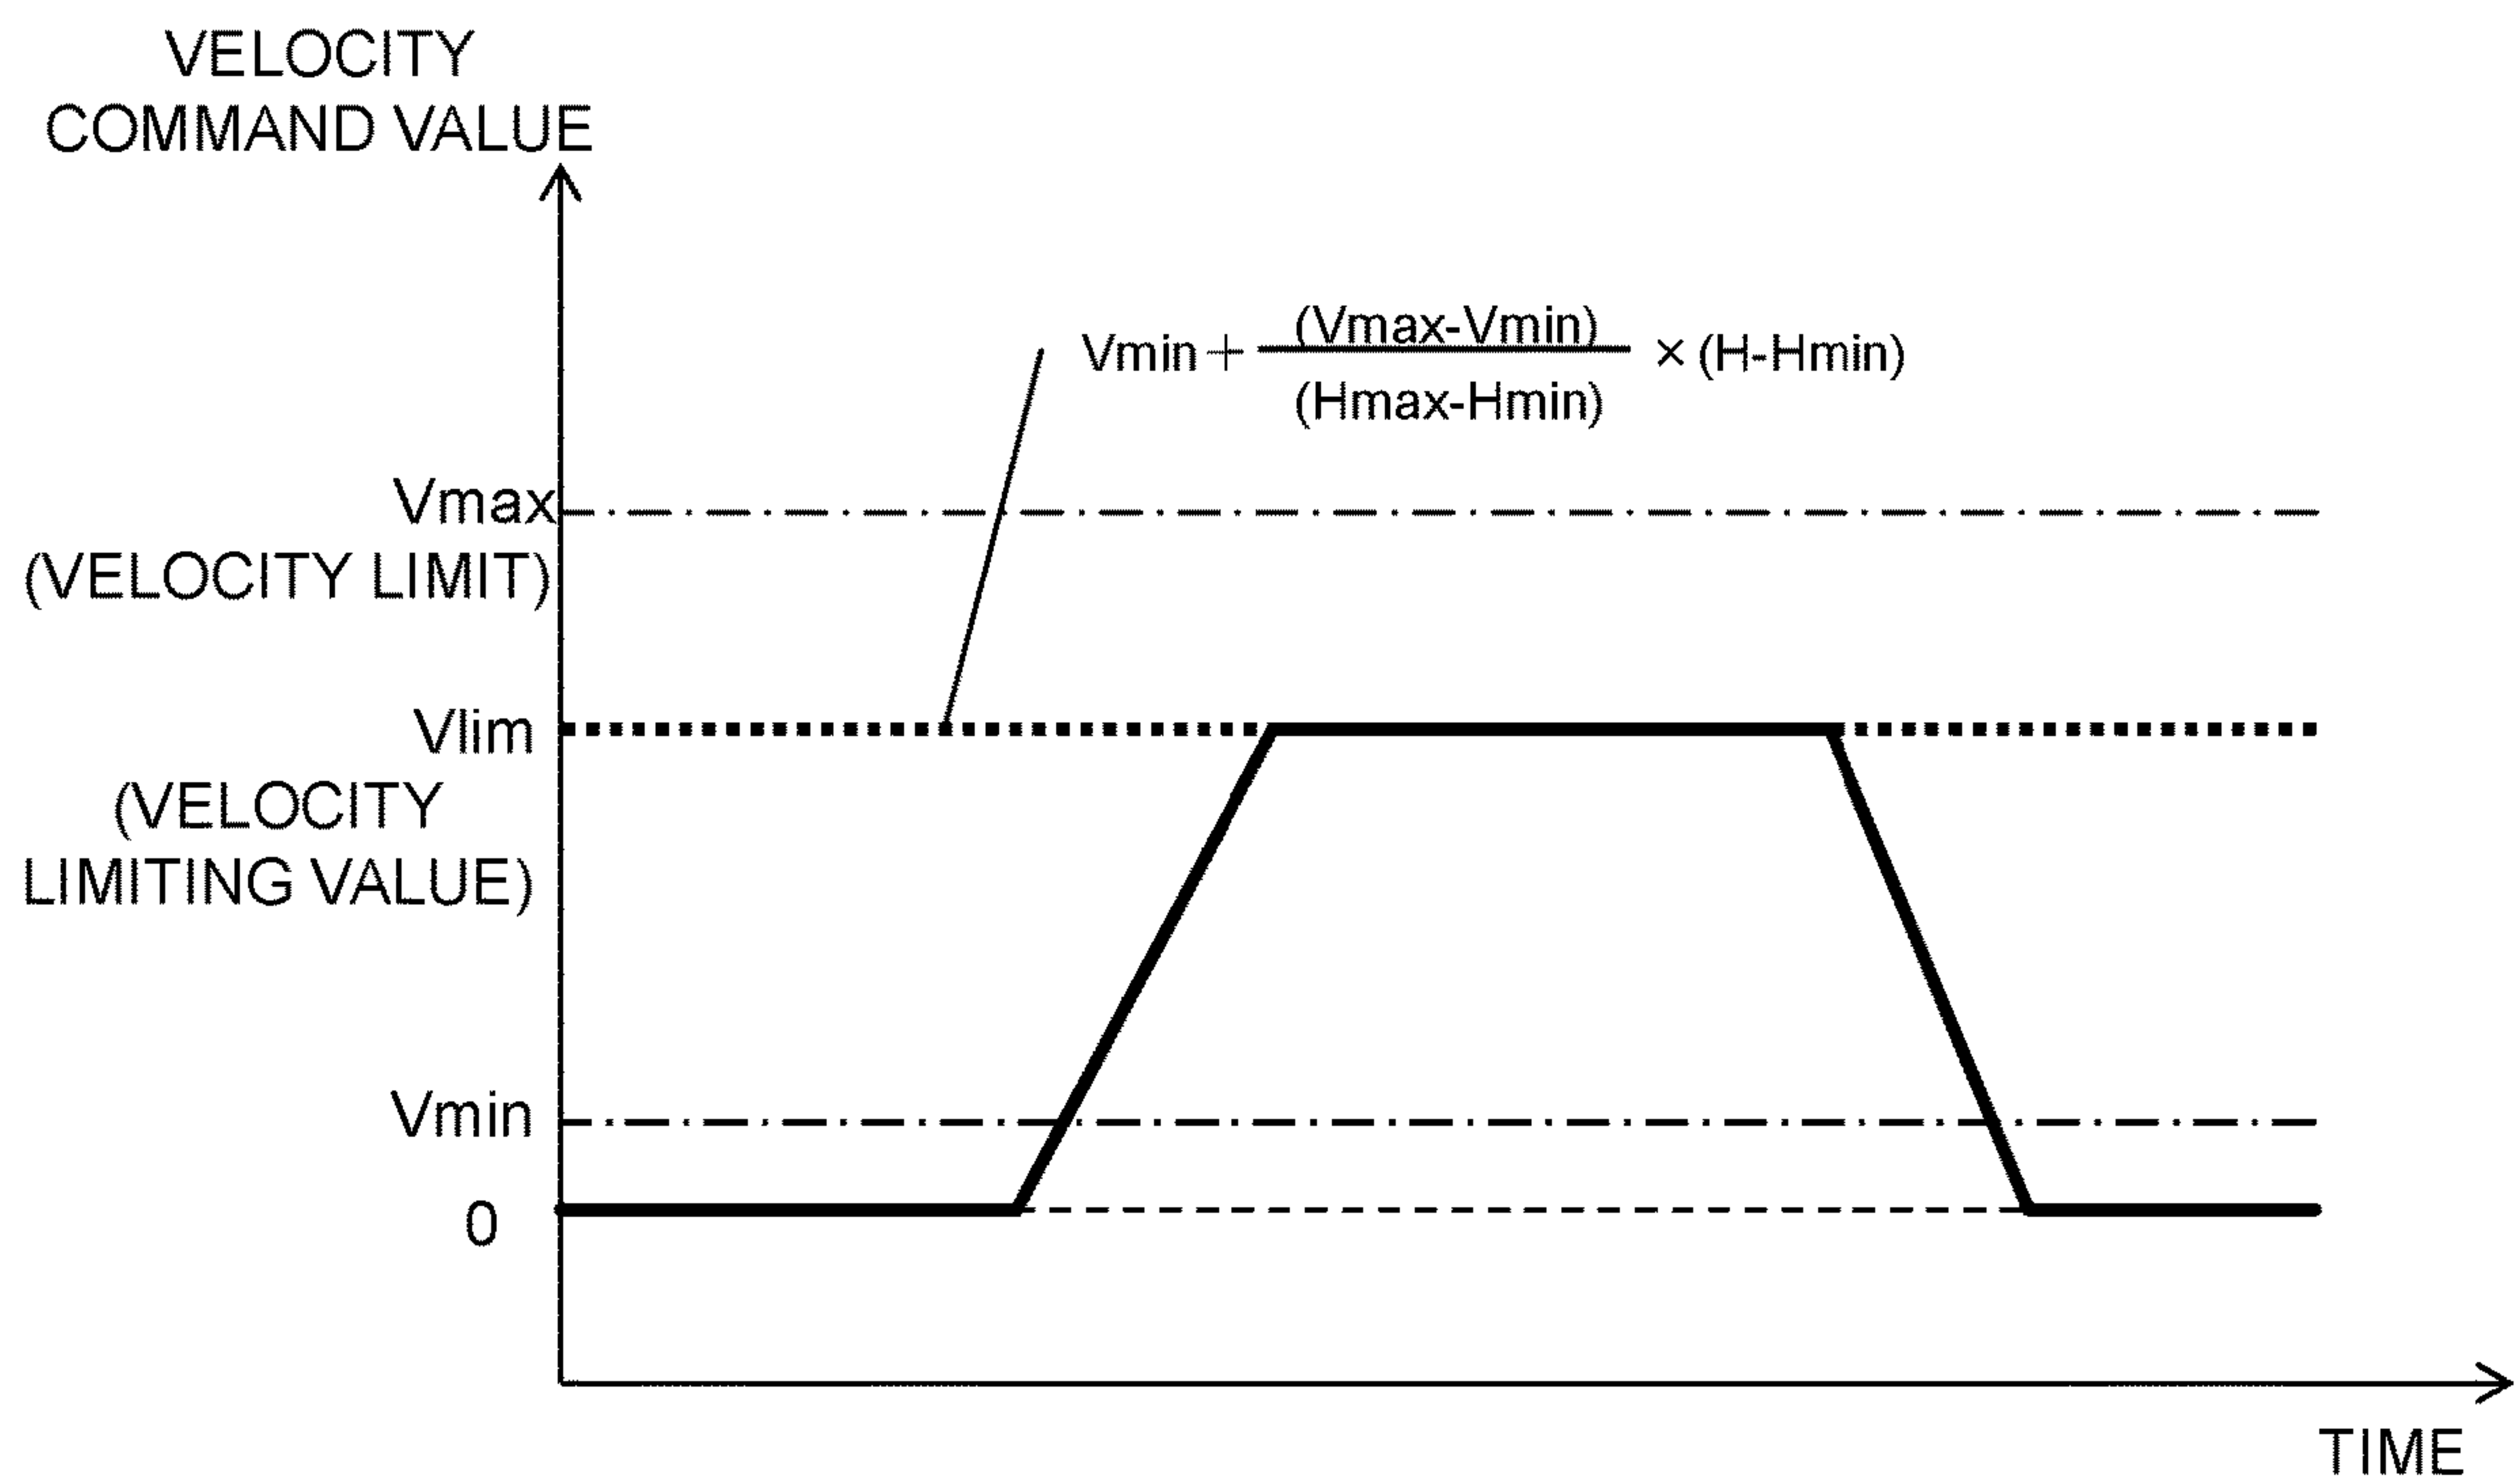 VELOCITY
COMMAND VALUE
(Vmax-Vmin)
Vmin + × (H-Hmin)
(Hmax-Hmin)
Vmax
(VELOCITY LIMIT)
Vlim
(VELOCITY
LIMITING VALUE)
Vmin
0
TIME